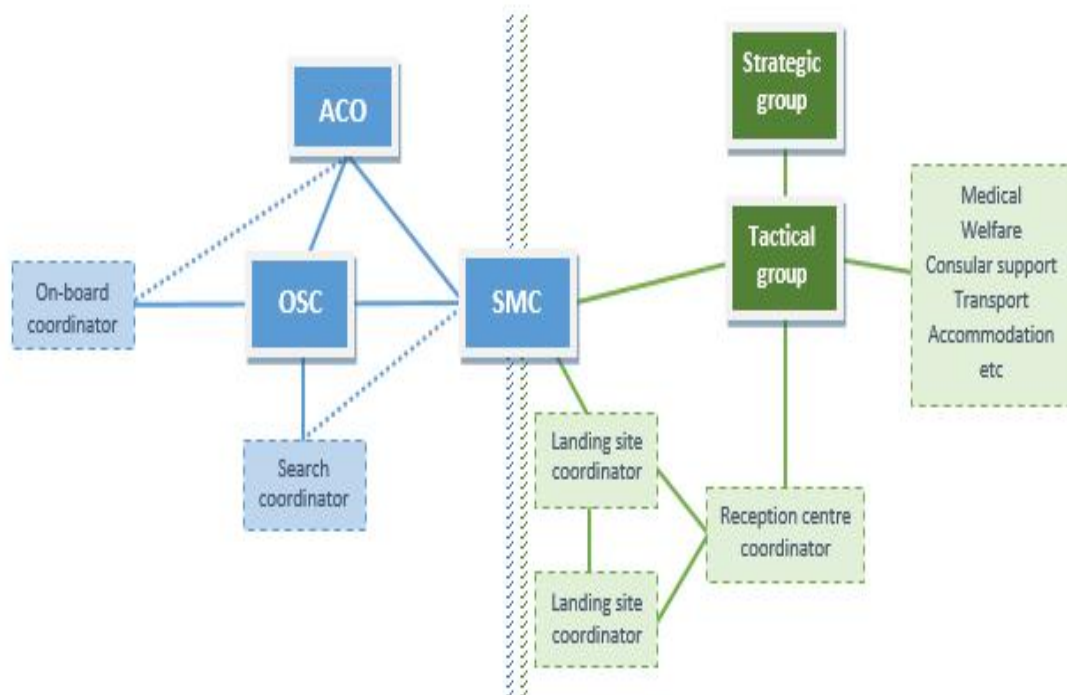 ACO
Strategic
group
Tactical
group
Medical
Welfare
Consular support
Transport
Accommodation
etc
On-board
coordinator
OSC
SMC
Search
coordinator
Landing site
coordinator
Reception centre
coordinator
Landing site
coordinator